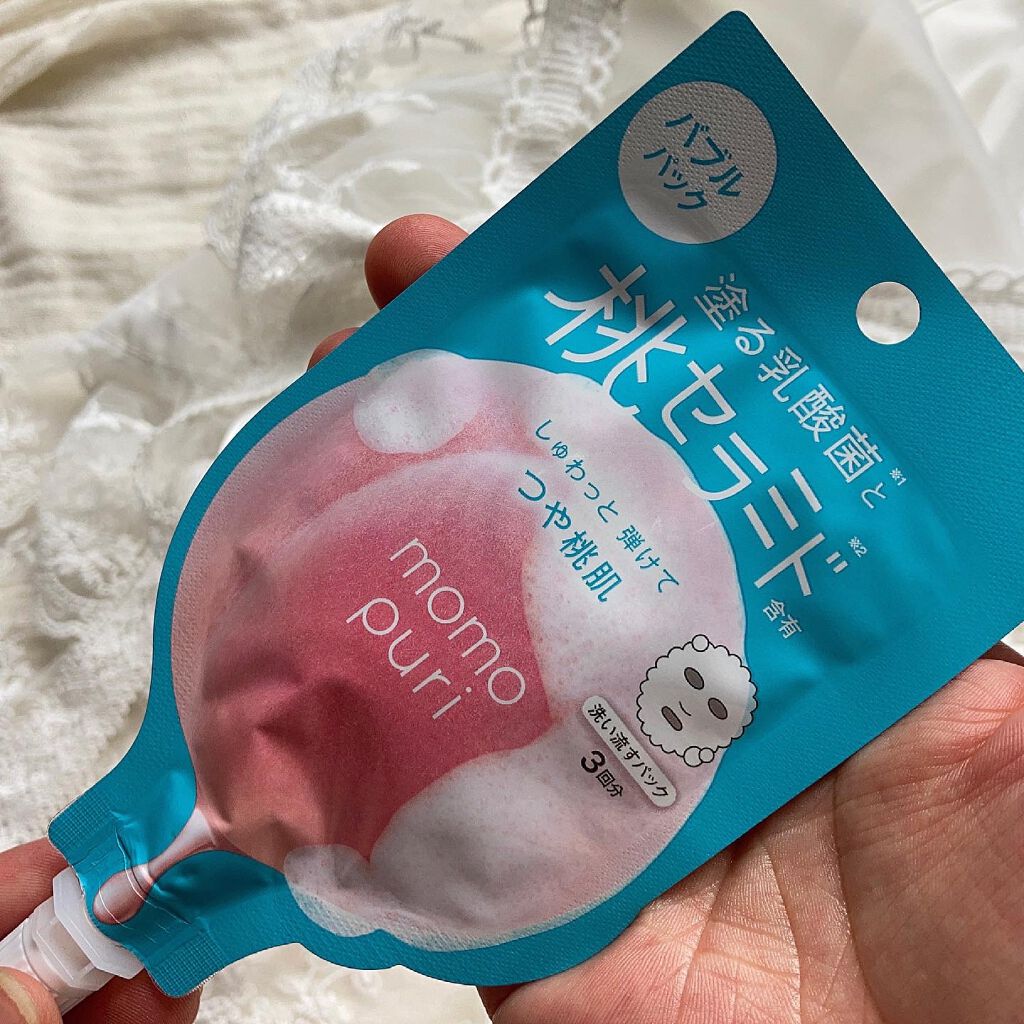 バブル
パック
塗る乳酸菌と※1
桃セラミド※2含有
しゅわっと 弾けて
つや桃肌
momo
puri
洗い流すパック
3回分